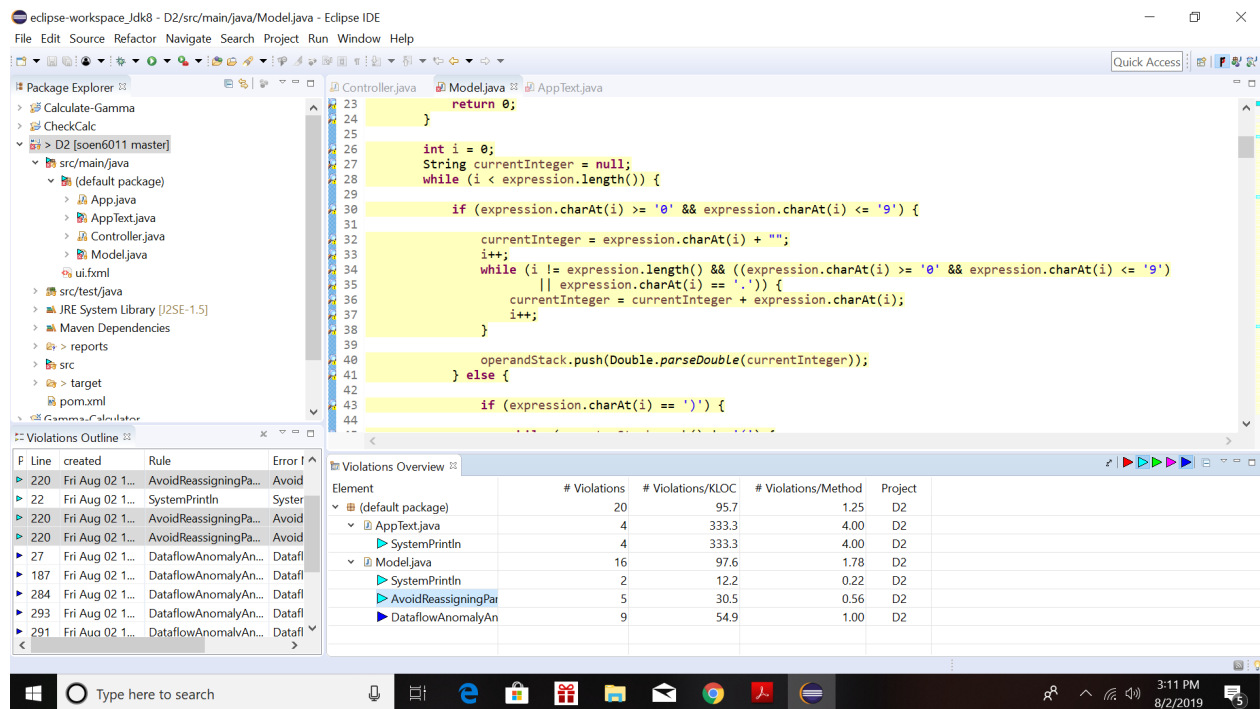 eclipse-workspace_Jdk8 - D2/src/main/java/Model.java - Eclipse IDE
File Edit Source Refactor Navigate Search Project Run Window Help
Quick Access
Package Explorer
Calculate-Gamma
CheckCalc
> D2 [soen6011 master]
src/main/java
(default package)
App.java
AppText.java
Controller.java
Model.java
ui.fxml
src/test/java
JRE System Library [J2SE-1.5]
Maven Dependencies
> reports
src
> target
pom.xml
Gamma-Calculator
Controller.java Model.java AppText.java
23 return 0;
24 }
25
26 int i = 0;
27 String currentInteger = null;
28 while (i < expression.length()) {
29
30 if (expression.charAt(i) >= '0' && expression.charAt(i) <= '9') {
31
32 currentInteger = expression.charAt(i) + "";
33 i++;
34 while (i != expression.length() && ((expression.charAt(i) >= '0' && expression.charAt(i) <= '9')
35 || expression.charAt(i) == '.')) {
36 currentInteger = currentInteger + expression.charAt(i);
37 i++;
38 }
39
40 operandStack.push(Double.parseDouble(currentInteger));
41 } else {
42
43 if (expression.charAt(i) == ')') {
44
Violations Outline
P Line created Rule Error M
220 Fri Aug 02 1... AvoidReassigningPa... Avoid
22 Fri Aug 02 1... SystemPrintln System
220 Fri Aug 02 1... AvoidReassigningPa... Avoid
220 Fri Aug 02 1... AvoidReassigningPa... Avoid
27 Fri Aug 02 1... DataflowAnomalyAn... Datafl
187 Fri Aug 02 1... DataflowAnomalyAn... Datafl
284 Fri Aug 02 1... DataflowAnomalyAn... Datafl
293 Fri Aug 02 1... DataflowAnomalyAn... Datafl
291 Fri Aug 02 1... DataflowAnomalyAn... Datafl
Violations Overview
Element # Violations # Violations/KLOC # Violations/Method Project
(default package) 20 95.7 1.25 D2
AppText.java 4 333.3 4.00 D2
SystemPrintln 4 333.3 4.00 D2
Model.java 16 97.6 1.78 D2
SystemPrintln 2 12.2 0.22 D2
AvoidReassigningPar 5 30.5 0.56 D2
DataflowAnomalyAn 9 54.9 1.00 D2
Type here to search
3:11 PM
8/2/2019
5